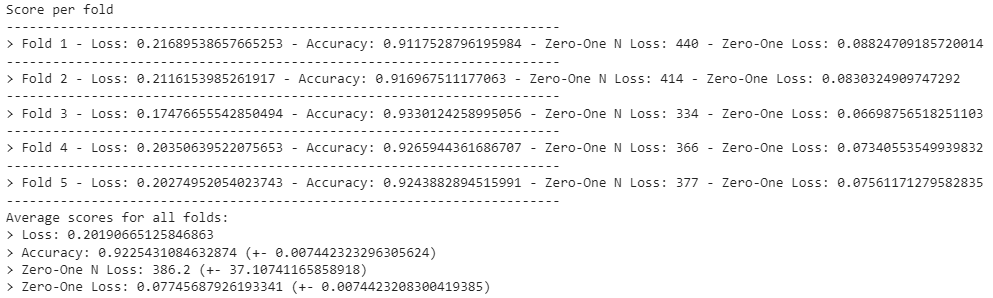 Score per fold
------------------------------------------------------------------------
> Fold 1 - Loss: 0.21689538657665253 - Accuracy: 0.9117528796195984 - Zero-One N Loss: 440 - Zero-One Loss: 0.08824709185720014
------------------------------------------------------------------------
> Fold 2 - Loss: 0.2116153985261917 - Accuracy: 0.916967511177063 - Zero-One N Loss: 414 - Zero-One Loss: 0.0830324909747292
------------------------------------------------------------------------
> Fold 3 - Loss: 0.17476655542850494 - Accuracy: 0.9330124258995056 - Zero-One N Loss: 334 - Zero-One Loss: 0.06698756518251103
------------------------------------------------------------------------
> Fold 4 - Loss: 0.20350639522075653 - Accuracy: 0.9265944361686707 - Zero-One N Loss: 366 - Zero-One Loss: 0.07340553549939832
------------------------------------------------------------------------
> Fold 5 - Loss: 0.20274952054023743 - Accuracy: 0.9243882894515991 - Zero-One N Loss: 377 - Zero-One Loss: 0.07561171279582835
------------------------------------------------------------------------
Average scores for all folds:
> Loss: 0.20190665125846863
> Accuracy: 0.9225431084632874 (+- 0.007442323296305624)
> Zero-One N Loss: 386.2 (+- 37.10741165858918)
> Zero-One Loss: 0.07745687926193341 (+- 0.0074423208300419385)